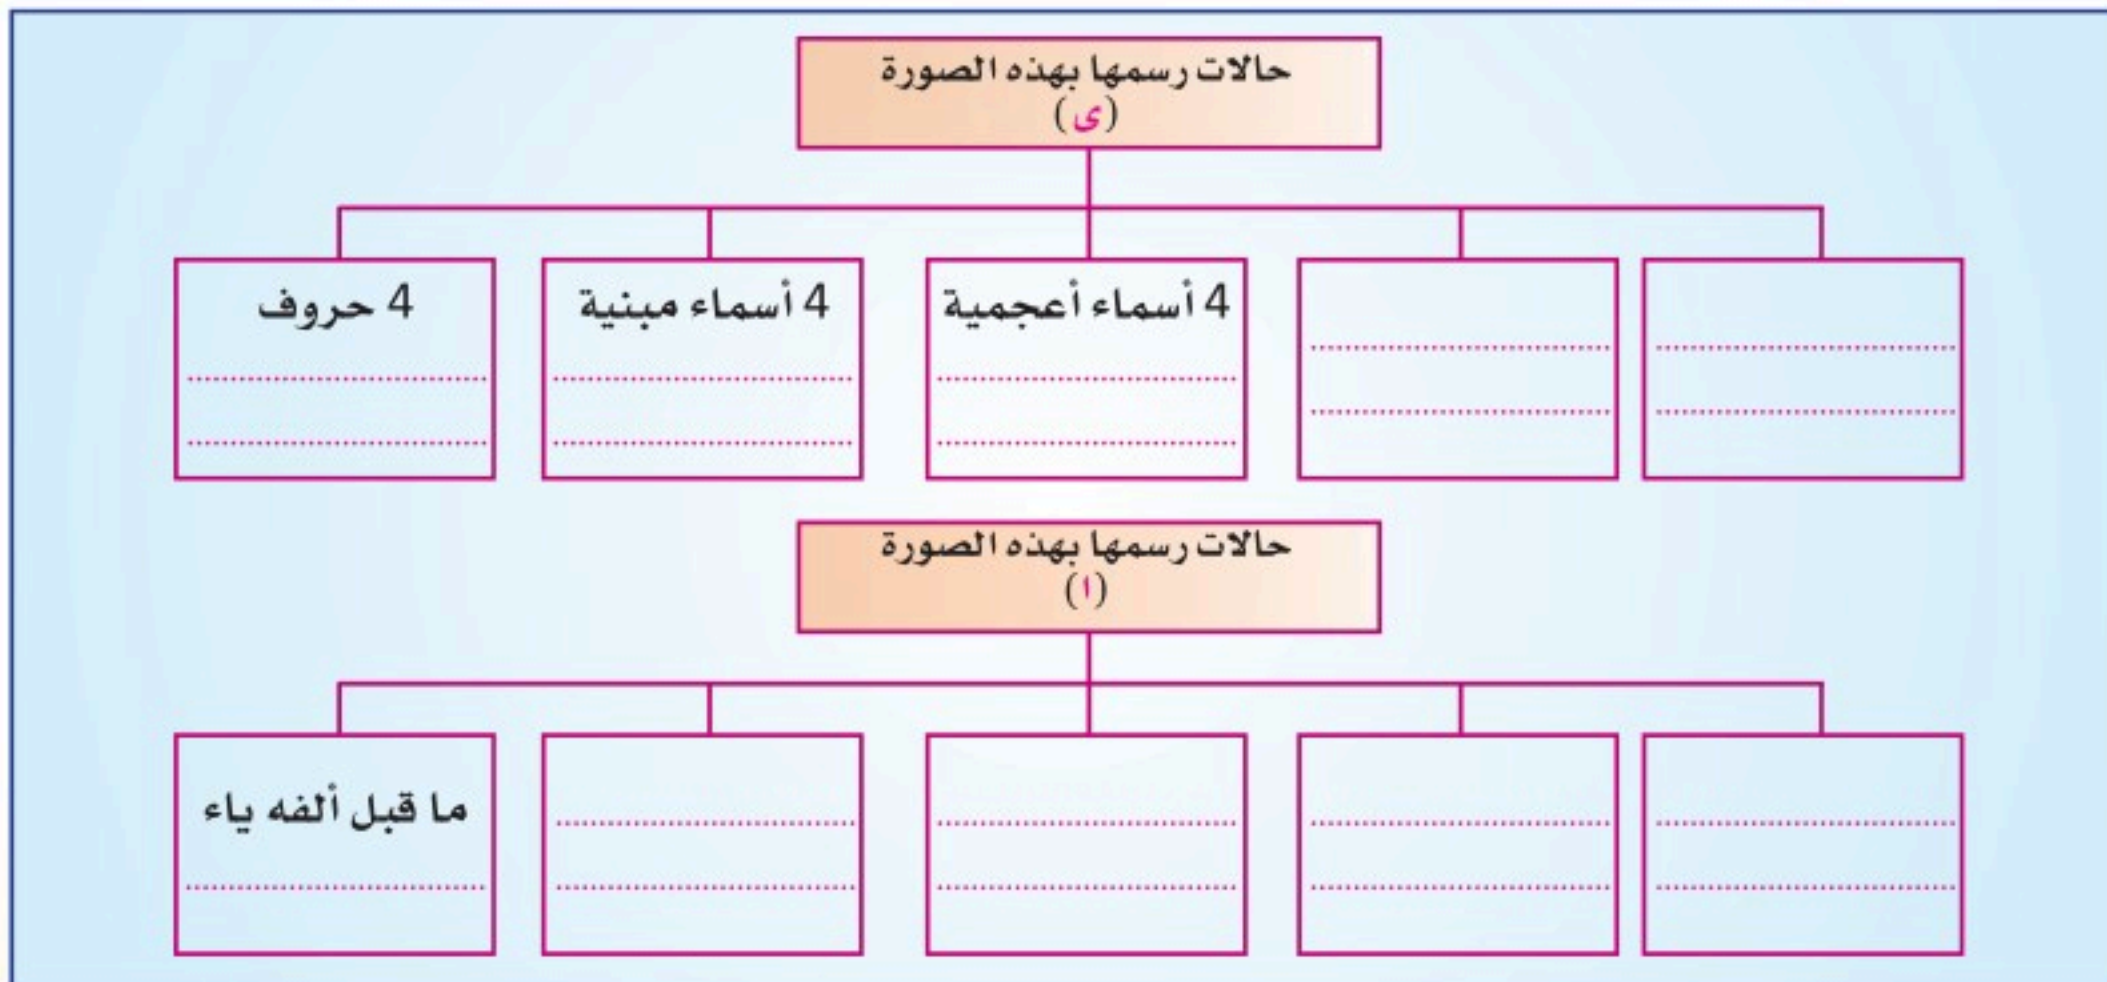 حالات رسمها بهذه الصورة
(ى)
4 أسماء أعجمية
4 أسماء مبنية
4 حروف
حالات رسمها بهذه الصورة
(ا)
ما قبل ألفه ياء